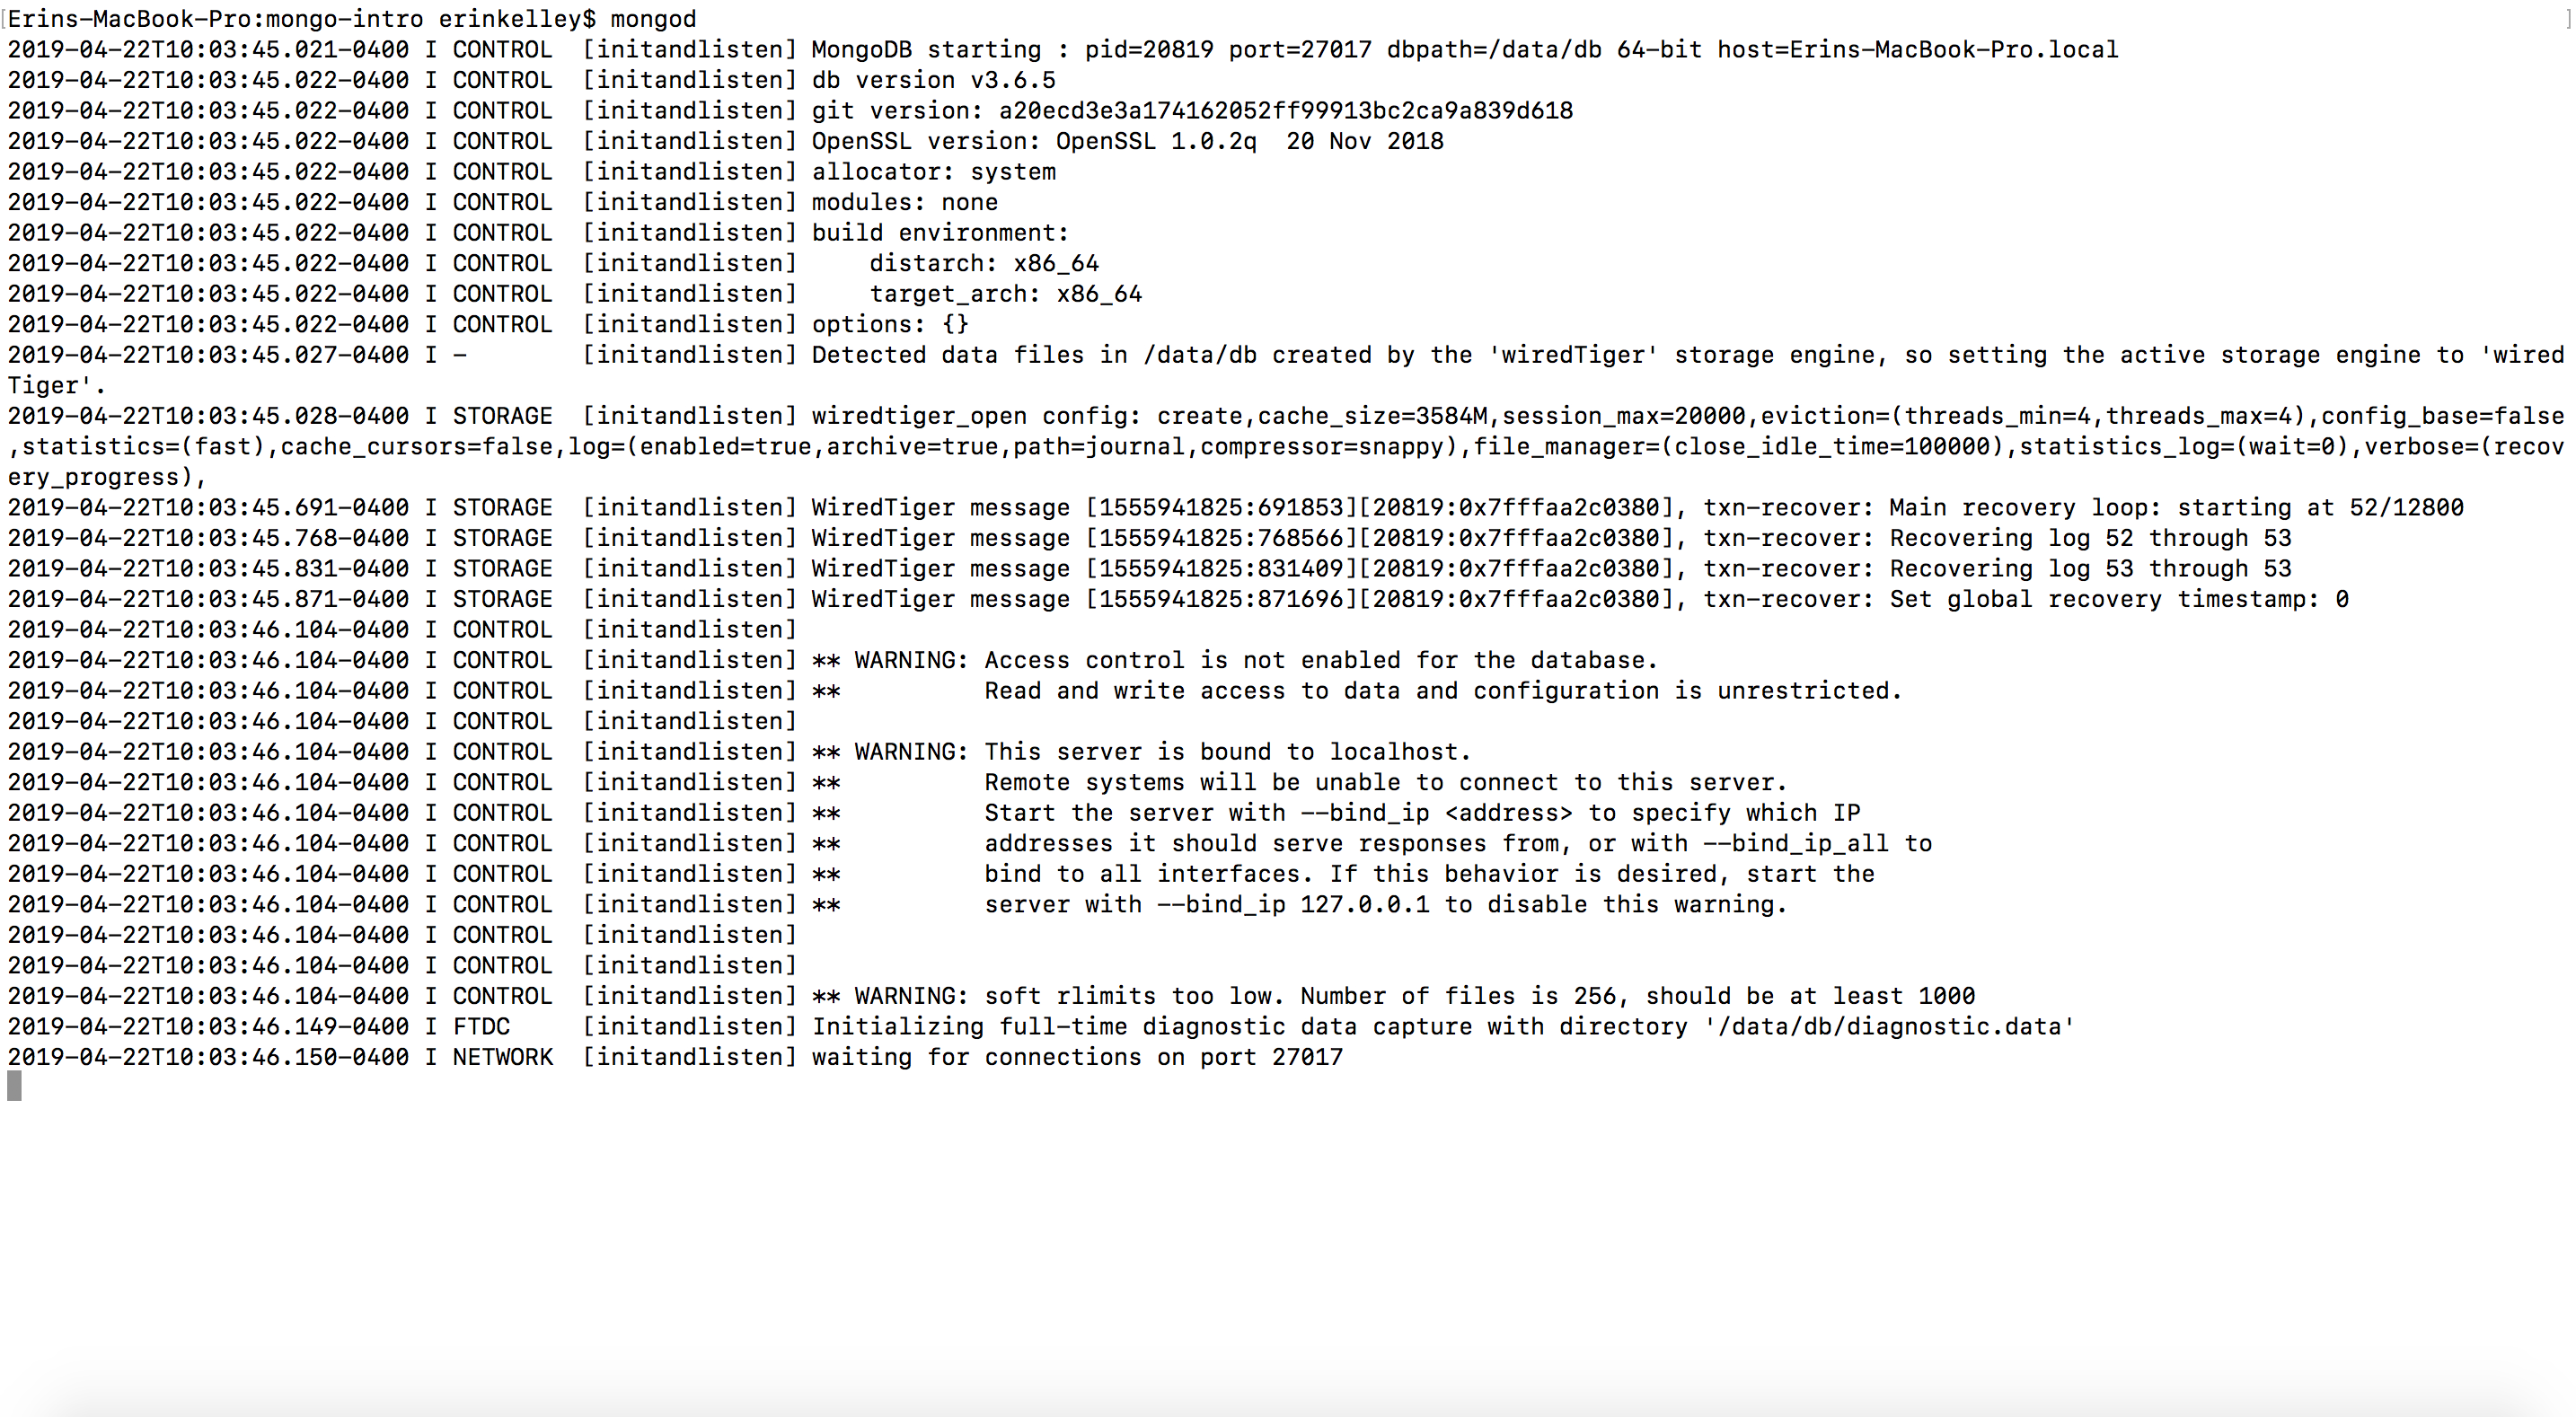 [Erins-MacBook-Pro:mongo-intro erinkelley$ mongod ]
2019-04-22T10:03:45.021-0400 I CONTROL  [initandlisten] MongoDB starting : pid=20819 port=27017 dbpath=/data/db 64-bit host=Erins-MacBook-Pro.local
2019-04-22T10:03:45.022-0400 I CONTROL  [initandlisten] db version v3.6.5
2019-04-22T10:03:45.022-0400 I CONTROL  [initandlisten] git version: a20ecd3e3a174162052ff99913bc2ca9a839d618
2019-04-22T10:03:45.022-0400 I CONTROL  [initandlisten] OpenSSL version: OpenSSL 1.0.2q  20 Nov 2018
2019-04-22T10:03:45.022-0400 I CONTROL  [initandlisten] allocator: system
2019-04-22T10:03:45.022-0400 I CONTROL  [initandlisten] modules: none
2019-04-22T10:03:45.022-0400 I CONTROL  [initandlisten] build environment:
2019-04-22T10:03:45.022-0400 I CONTROL  [initandlisten]     distarch: x86_64
2019-04-22T10:03:45.022-0400 I CONTROL  [initandlisten]     target_arch: x86_64
2019-04-22T10:03:45.022-0400 I CONTROL  [initandlisten] options: {}
2019-04-22T10:03:45.027-0400 I -        [initandlisten] Detected data files in /data/db created by the 'wiredTiger' storage engine, so setting the active storage engine to 'wired
Tiger'.
2019-04-22T10:03:45.028-0400 I STORAGE  [initandlisten] wiredtiger_open config: create,cache_size=3584M,session_max=20000,eviction=(threads_min=4,threads_max=4),config_base=false
,statistics=(fast),cache_cursors=false,log=(enabled=true,archive=true,path=journal,compressor=snappy),file_manager=(close_idle_time=100000),statistics_log=(wait=0),verbose=(recov
ery_progress),
2019-04-22T10:03:45.691-0400 I STORAGE  [initandlisten] WiredTiger message [1555941825:691853][20819:0x7fffaa2c0380], txn-recover: Main recovery loop: starting at 52/12800
2019-04-22T10:03:45.768-0400 I STORAGE  [initandlisten] WiredTiger message [1555941825:768566][20819:0x7fffaa2c0380], txn-recover: Recovering log 52 through 53
2019-04-22T10:03:45.831-0400 I STORAGE  [initandlisten] WiredTiger message [1555941825:831409][20819:0x7fffaa2c0380], txn-recover: Recovering log 53 through 53
2019-04-22T10:03:45.871-0400 I STORAGE  [initandlisten] WiredTiger message [1555941825:871696][20819:0x7fffaa2c0380], txn-recover: Set global recovery timestamp: 0
2019-04-22T10:03:46.104-0400 I CONTROL  [initandlisten]
2019-04-22T10:03:46.104-0400 I CONTROL  [initandlisten] ** WARNING: Access control is not enabled for the database.
2019-04-22T10:03:46.104-0400 I CONTROL  [initandlisten] **          Read and write access to data and configuration is unrestricted.
2019-04-22T10:03:46.104-0400 I CONTROL  [initandlisten]
2019-04-22T10:03:46.104-0400 I CONTROL  [initandlisten] ** WARNING: This server is bound to localhost.
2019-04-22T10:03:46.104-0400 I CONTROL  [initandlisten] **          Remote systems will be unable to connect to this server.
2019-04-22T10:03:46.104-0400 I CONTROL  [initandlisten] **          Start the server with --bind_ip <address> to specify which IP
2019-04-22T10:03:46.104-0400 I CONTROL  [initandlisten] **          addresses it should serve responses from, or with --bind_ip_all to
2019-04-22T10:03:46.104-0400 I CONTROL  [initandlisten] **          bind to all interfaces. If this behavior is desired, start the
2019-04-22T10:03:46.104-0400 I CONTROL  [initandlisten] **          server with --bind_ip 127.0.0.1 to disable this warning.
2019-04-22T10:03:46.104-0400 I CONTROL  [initandlisten]
2019-04-22T10:03:46.104-0400 I CONTROL  [initandlisten]
2019-04-22T10:03:46.104-0400 I CONTROL  [initandlisten] ** WARNING: soft rlimits too low. Number of files is 256, should be at least 1000
2019-04-22T10:03:46.149-0400 I FTDC     [initandlisten] Initializing full-time diagnostic data capture with directory '/data/db/diagnostic.data'
2019-04-22T10:03:46.150-0400 I NETWORK  [initandlisten] waiting for connections on port 27017